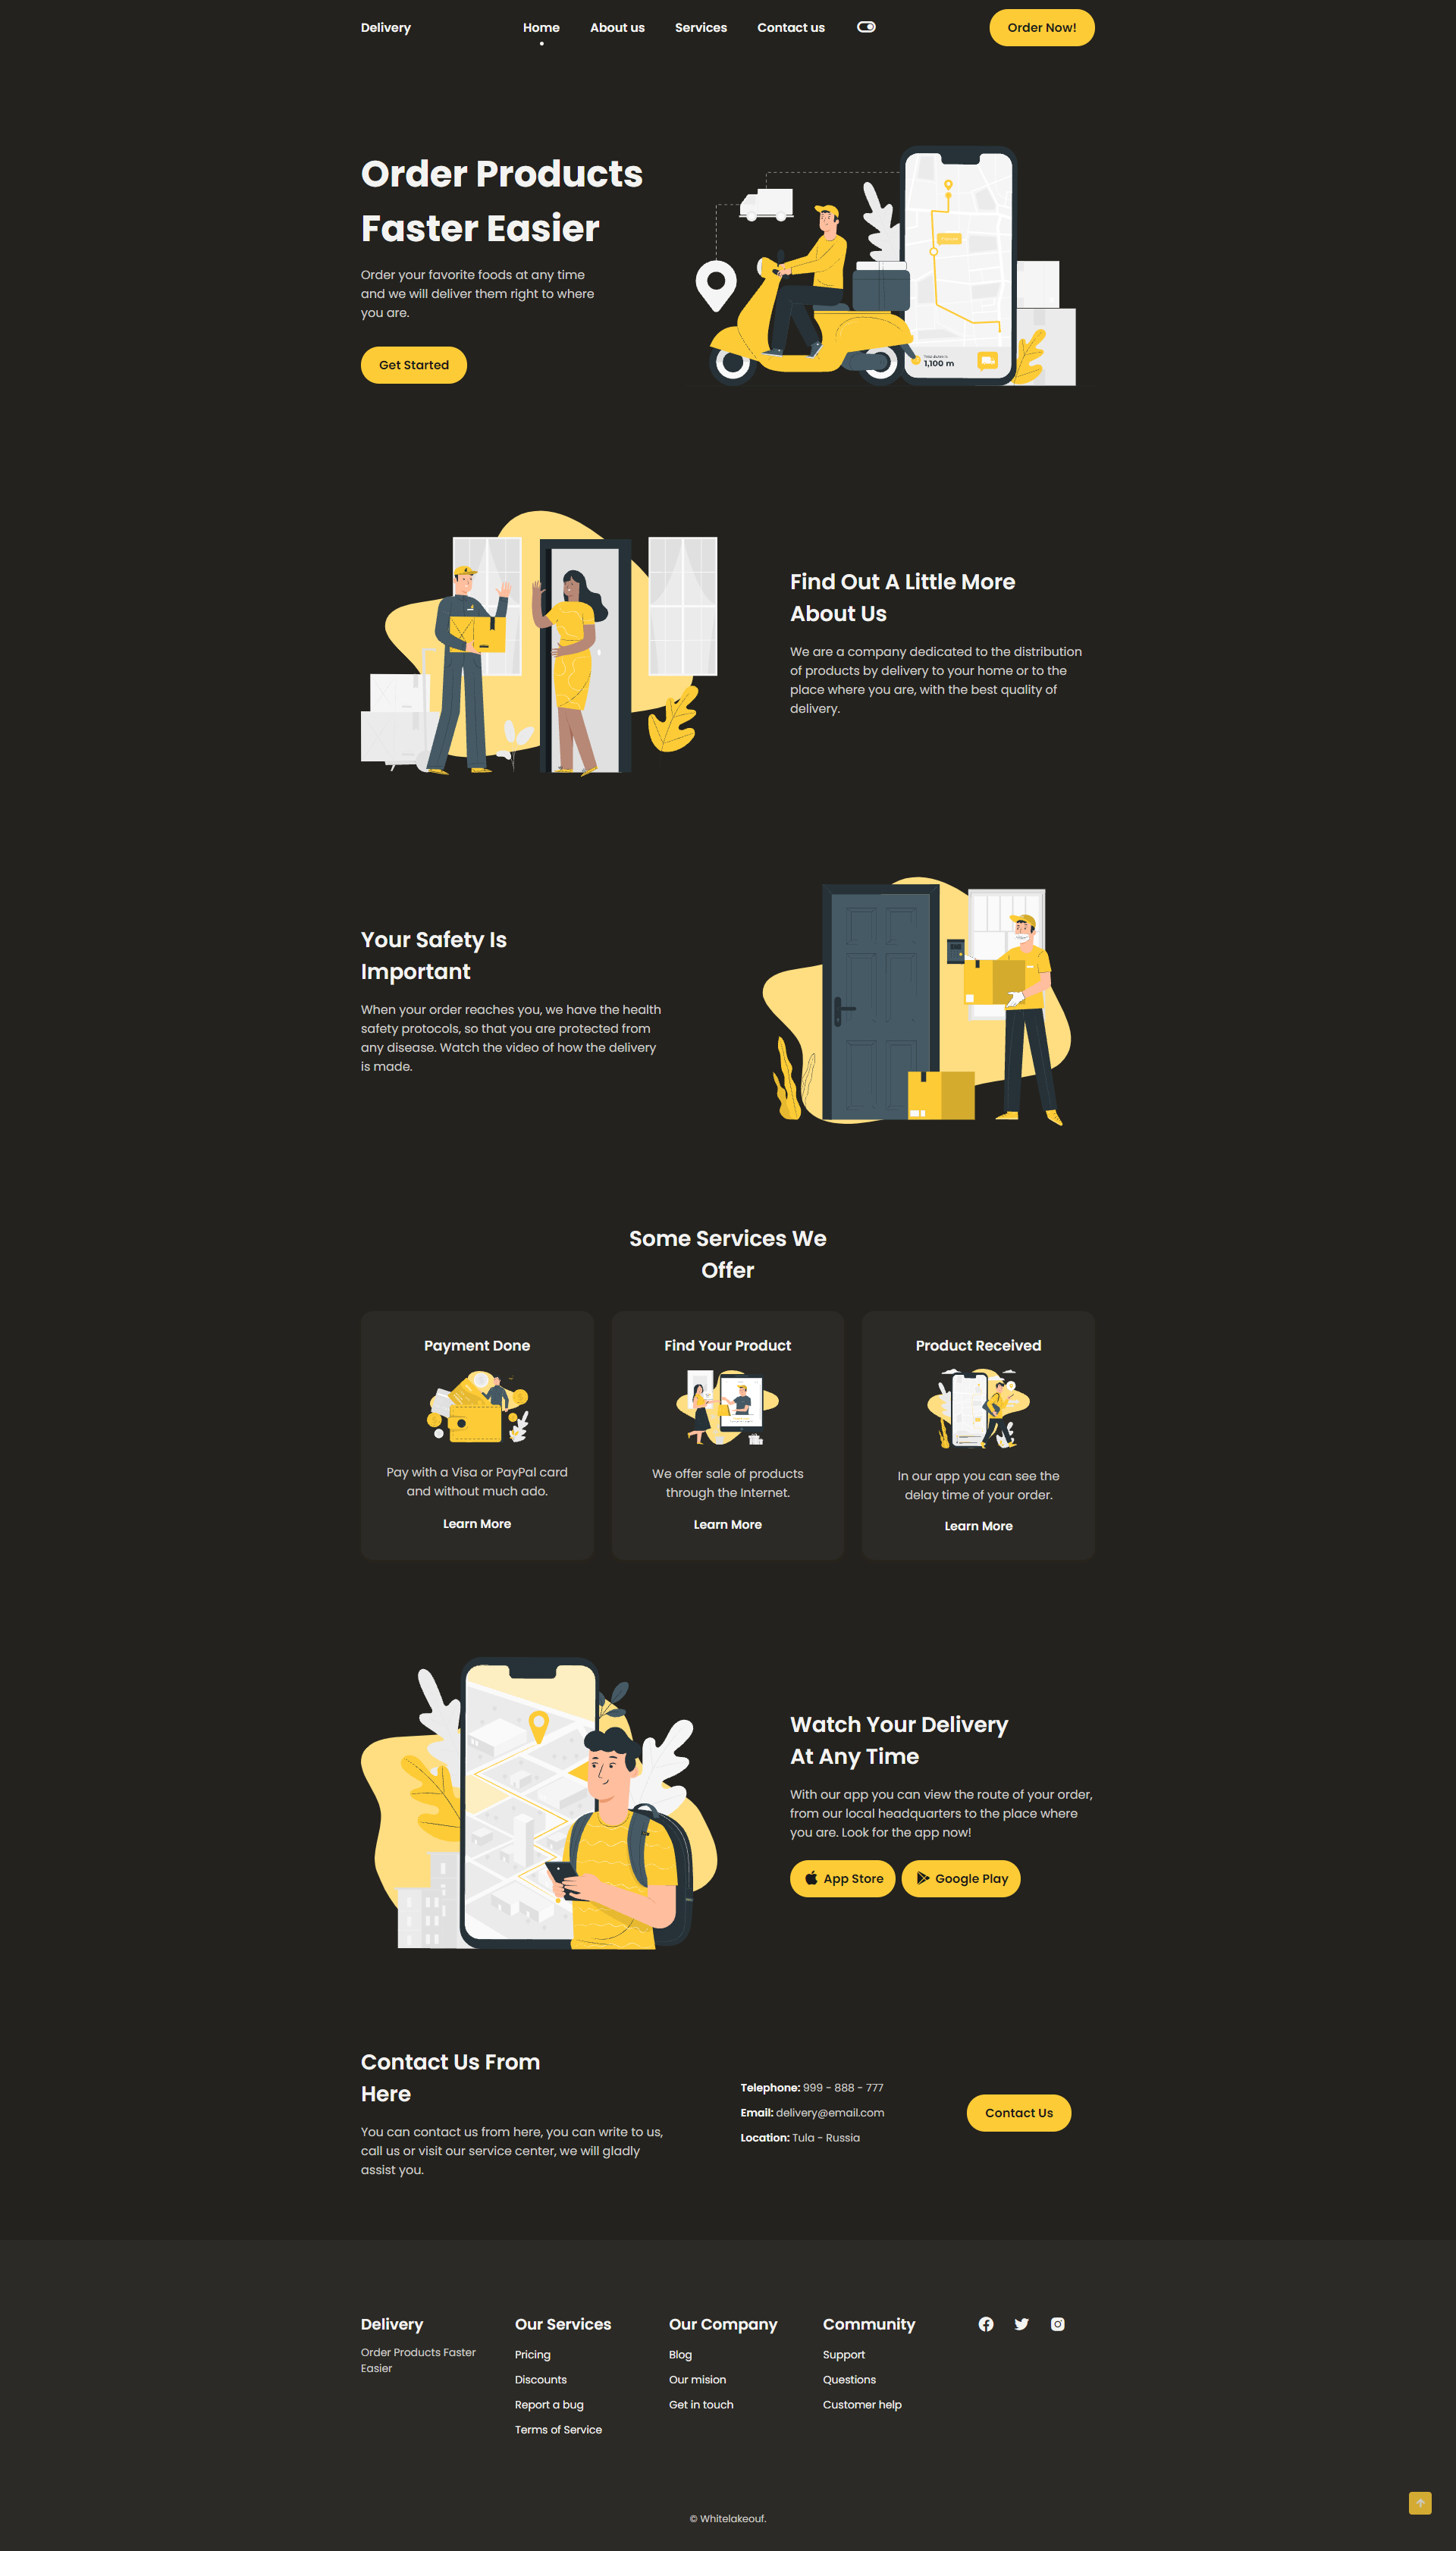 Delivery
Home
About us
Services
Contact us
Order Now!
Order Products
Faster Easier
Order your favorite foods at any time
and we will deliver them right to where
you are.
Get Started
1,100 m
Find Out A Little More
About Us
We are a company dedicated to the distribution
of products by delivery to your home or to the
place where you are, with the best quality of
delivery.
Your Safety Is
Important
When your order reaches you, we have the health
safety protocols, so that you are protected from
any disease. Watch the video of how the delivery
is made.
Some Services We
Offer
Payment Done
Pay with a Visa or PayPal card
and without much ado.
Learn More
Find Your Product
We offer sale of products
through the Internet.
Learn More
Product Received
In our app you can see the
delay time of your order.
Learn More
Watch Your Delivery
At Any Time
With our app you can view the route of your order,
from our local headquarters to the place where
you are. Look for the app now!
App Store
Google Play
Contact Us From
Here
You can contact us from here, you can write to us,
call us or visit our service center, we will gladly
assist you.
Telephone: 999 - 888 - 777
Email: delivery@email.com
Location: Tula - Russia
Contact Us
Delivery
Order Products Faster
Easier
Our Services
Pricing
Discounts
Report a bug
Terms of Service
Our Company
Blog
Our mision
Get in touch
Community
Support
Questions
Customer help
© Whitelakeouf.